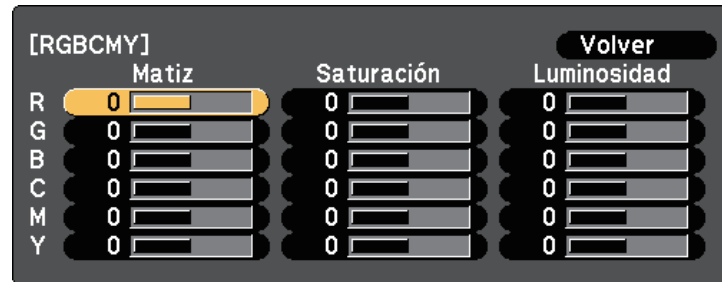 [RGBCMY] Volver
Matiz Saturación Luminosidad
R 0 0 0
G 0 0 0
B 0 0 0
C 0 0 0
M 0 0 0
Y 0 0 0